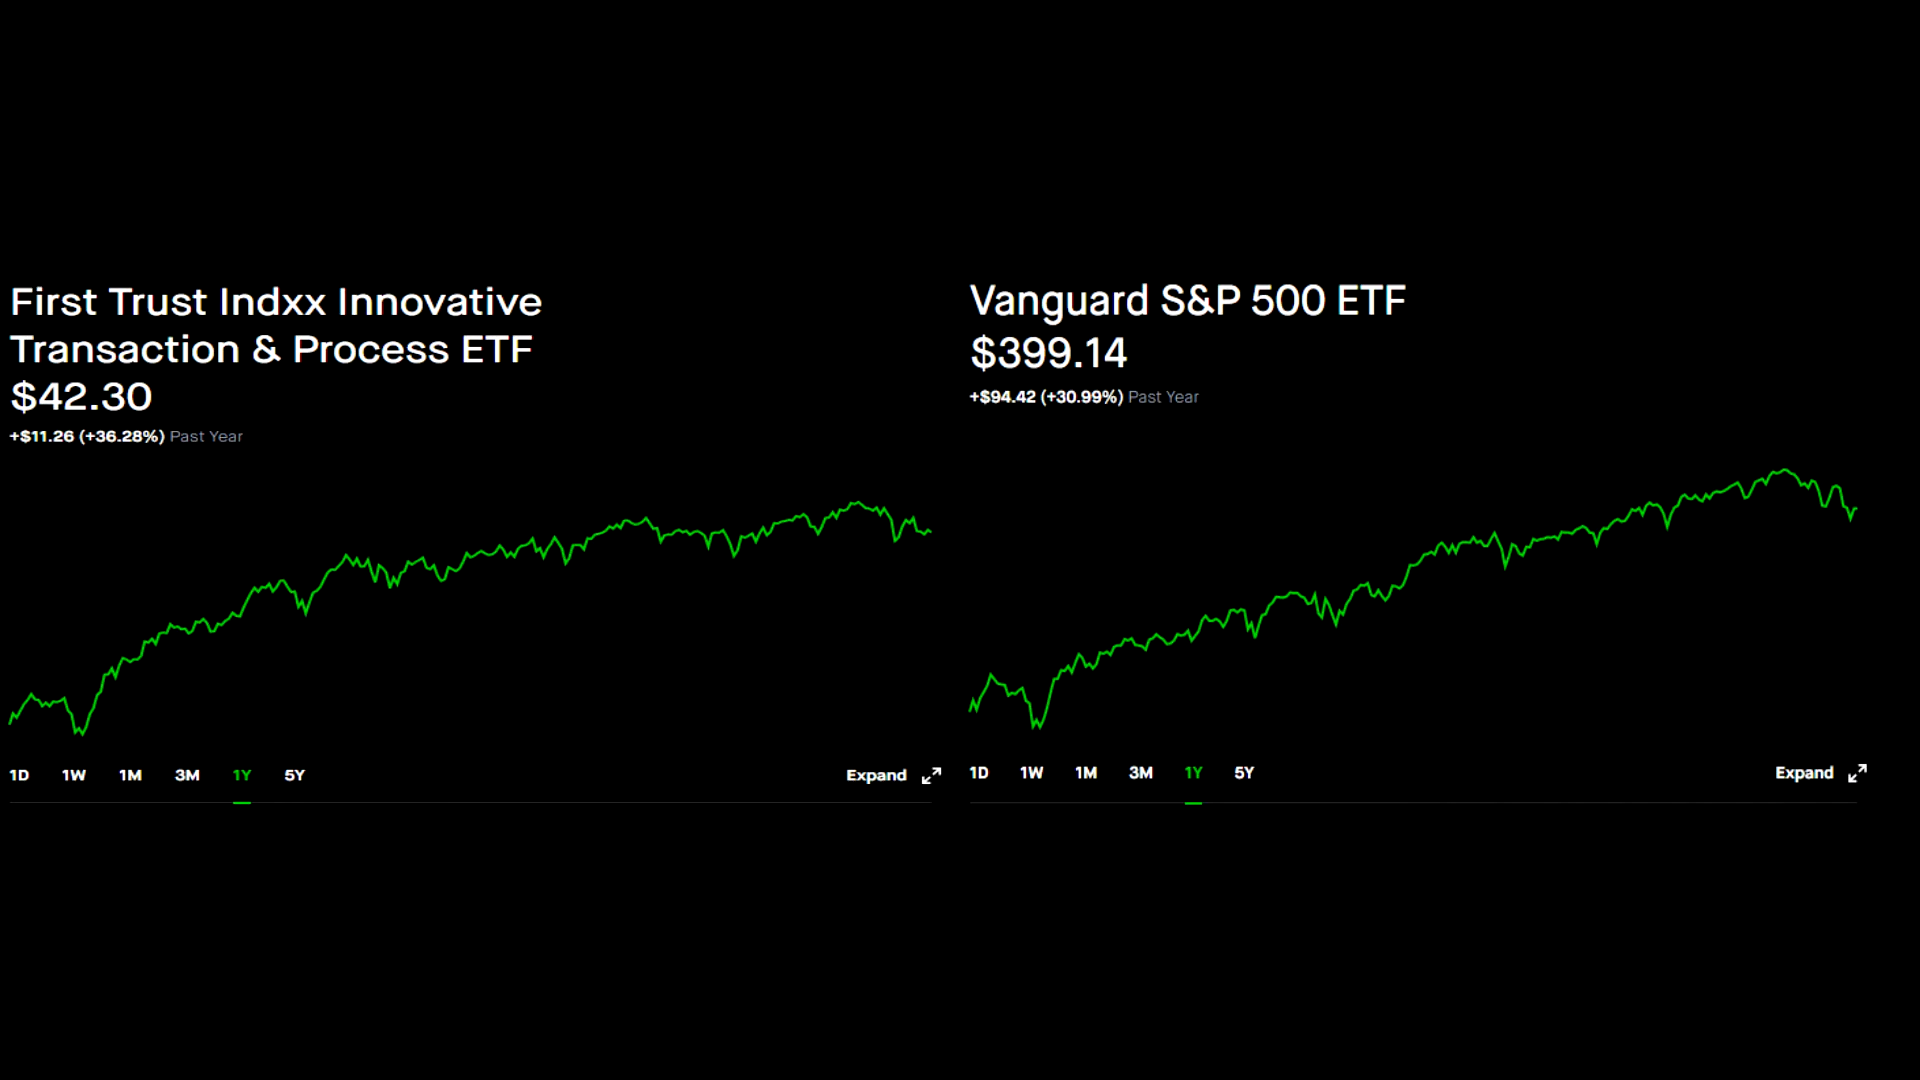 First Trust Indxx Innovative
Transaction & Process ETF
$42.30
+$11.26 (+36.28%) Past Year
1D 1W 1M 3M 1Y 5Y Expand
Vanguard S&P 500 ETF
$399.14
+$94.42 (+30.99%) Past Year
1D 1W 1M 3M 1Y 5Y Expand